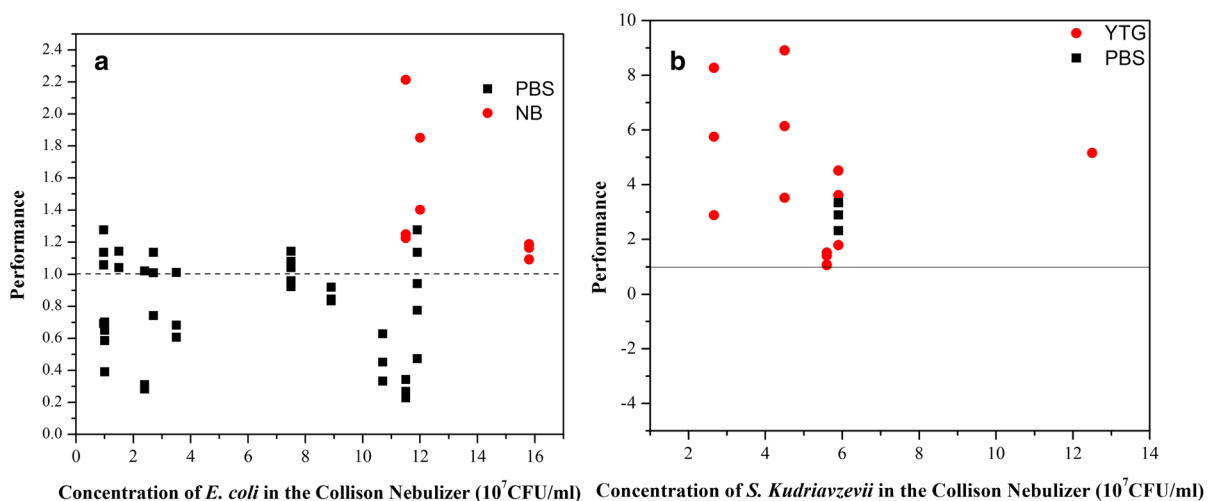 a
PBS
NB
2.4
2.2
2.0
1.8
1.6
1.4
1.2
1.0
0.8
0.6
0.4
0.2
0.0
Performance
0 2 4 6 8 10 12 14 16
Concentration of E. coli in the Collison Nebulizer (10⁷CFU/ml)
b
YTG
PBS
10
8
6
4
2
0
-2
-4
Performance
2 4 6 8 10 12 14
Concentration of S. Kudriavzevii in the Collison Nebulizer (10⁷CFU/ml)